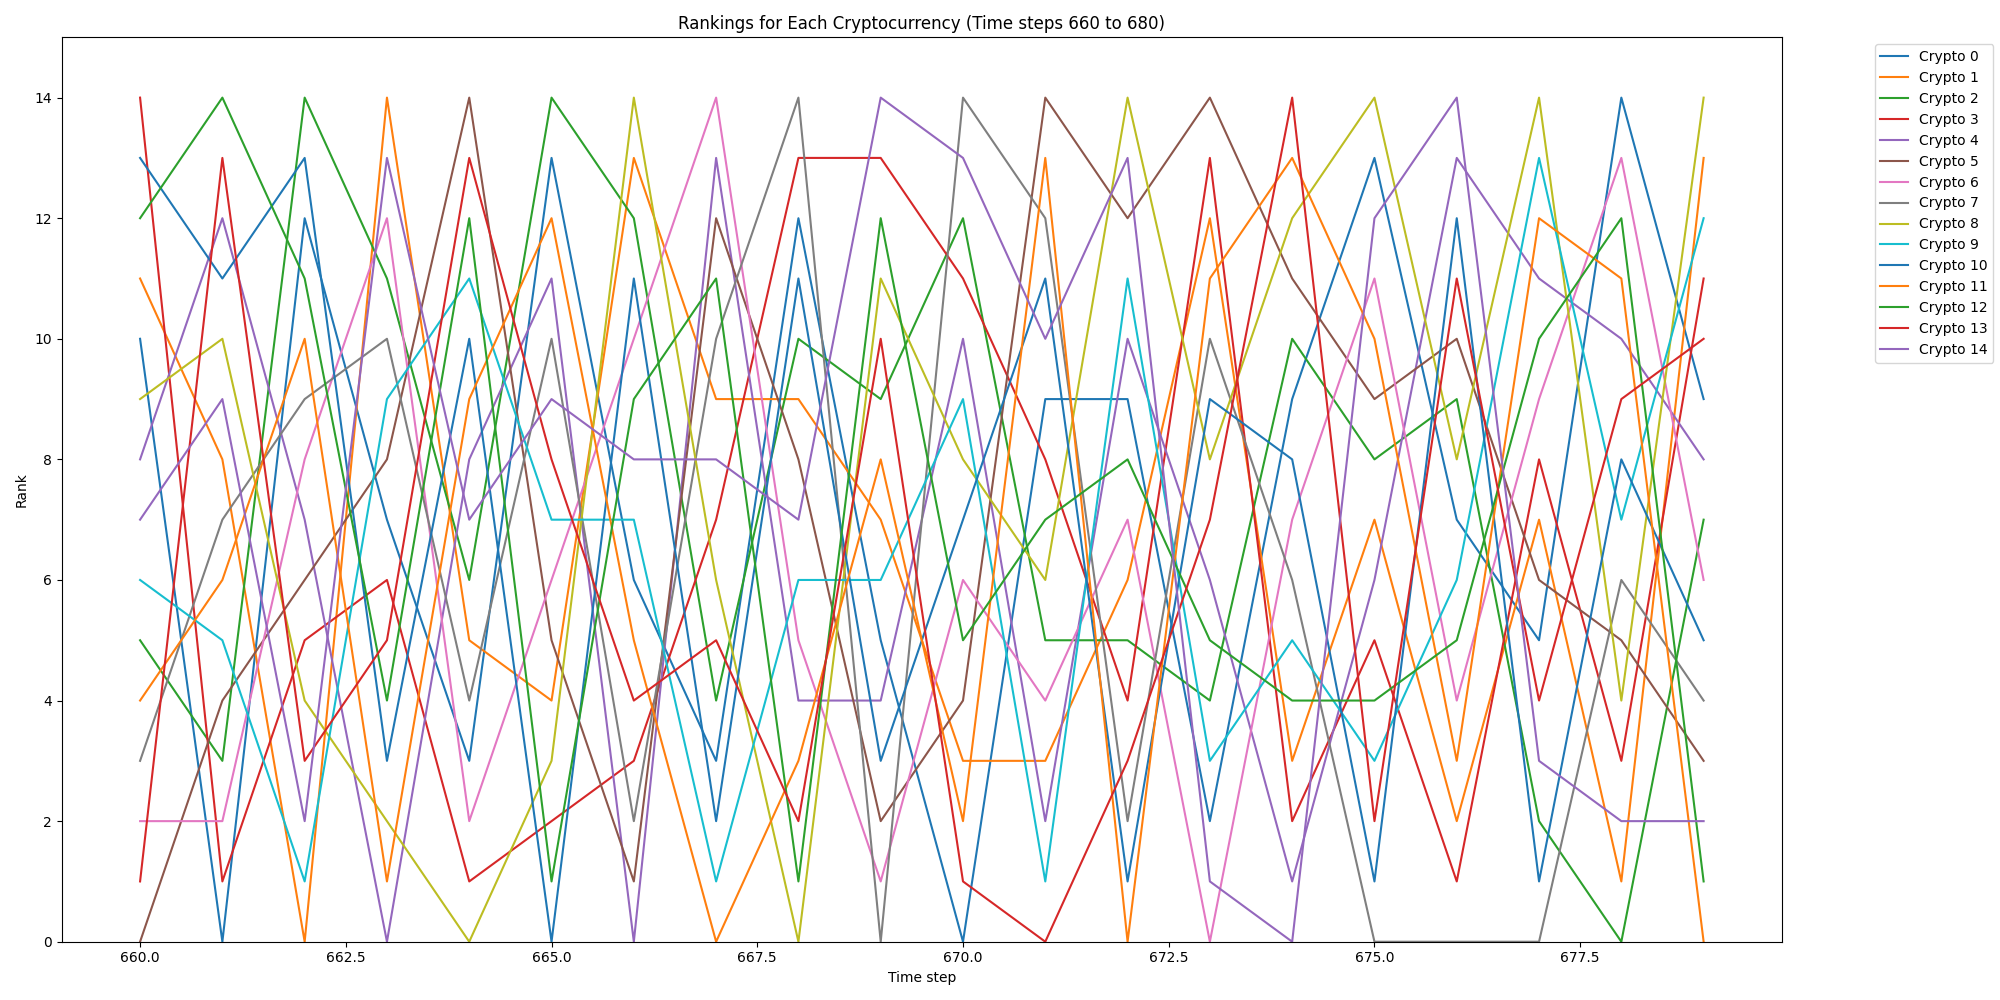 Rankings for Each Cryptocurrency (Time steps 660 to 680)
Rank
14
12
10
8
6
4
2
0
660.0 662.5 665.0 667.5 670.0 672.5 675.0 677.5
Time step
Crypto 0
Crypto 1
Crypto 2
Crypto 3
Crypto 4
Crypto 5
Crypto 6
Crypto 7
Crypto 8
Crypto 9
Crypto 10
Crypto 11
Crypto 12
Crypto 13
Crypto 14